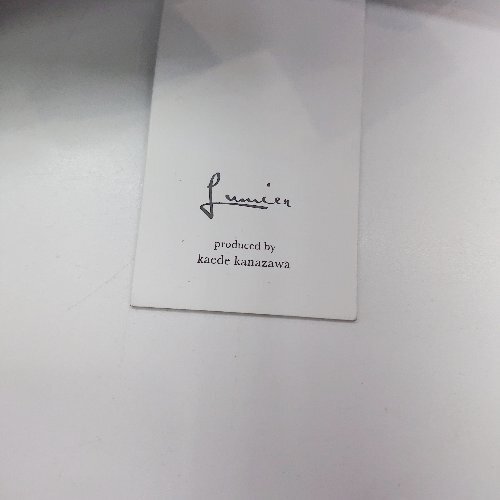 Lumier
produced by
kaede kanazawa